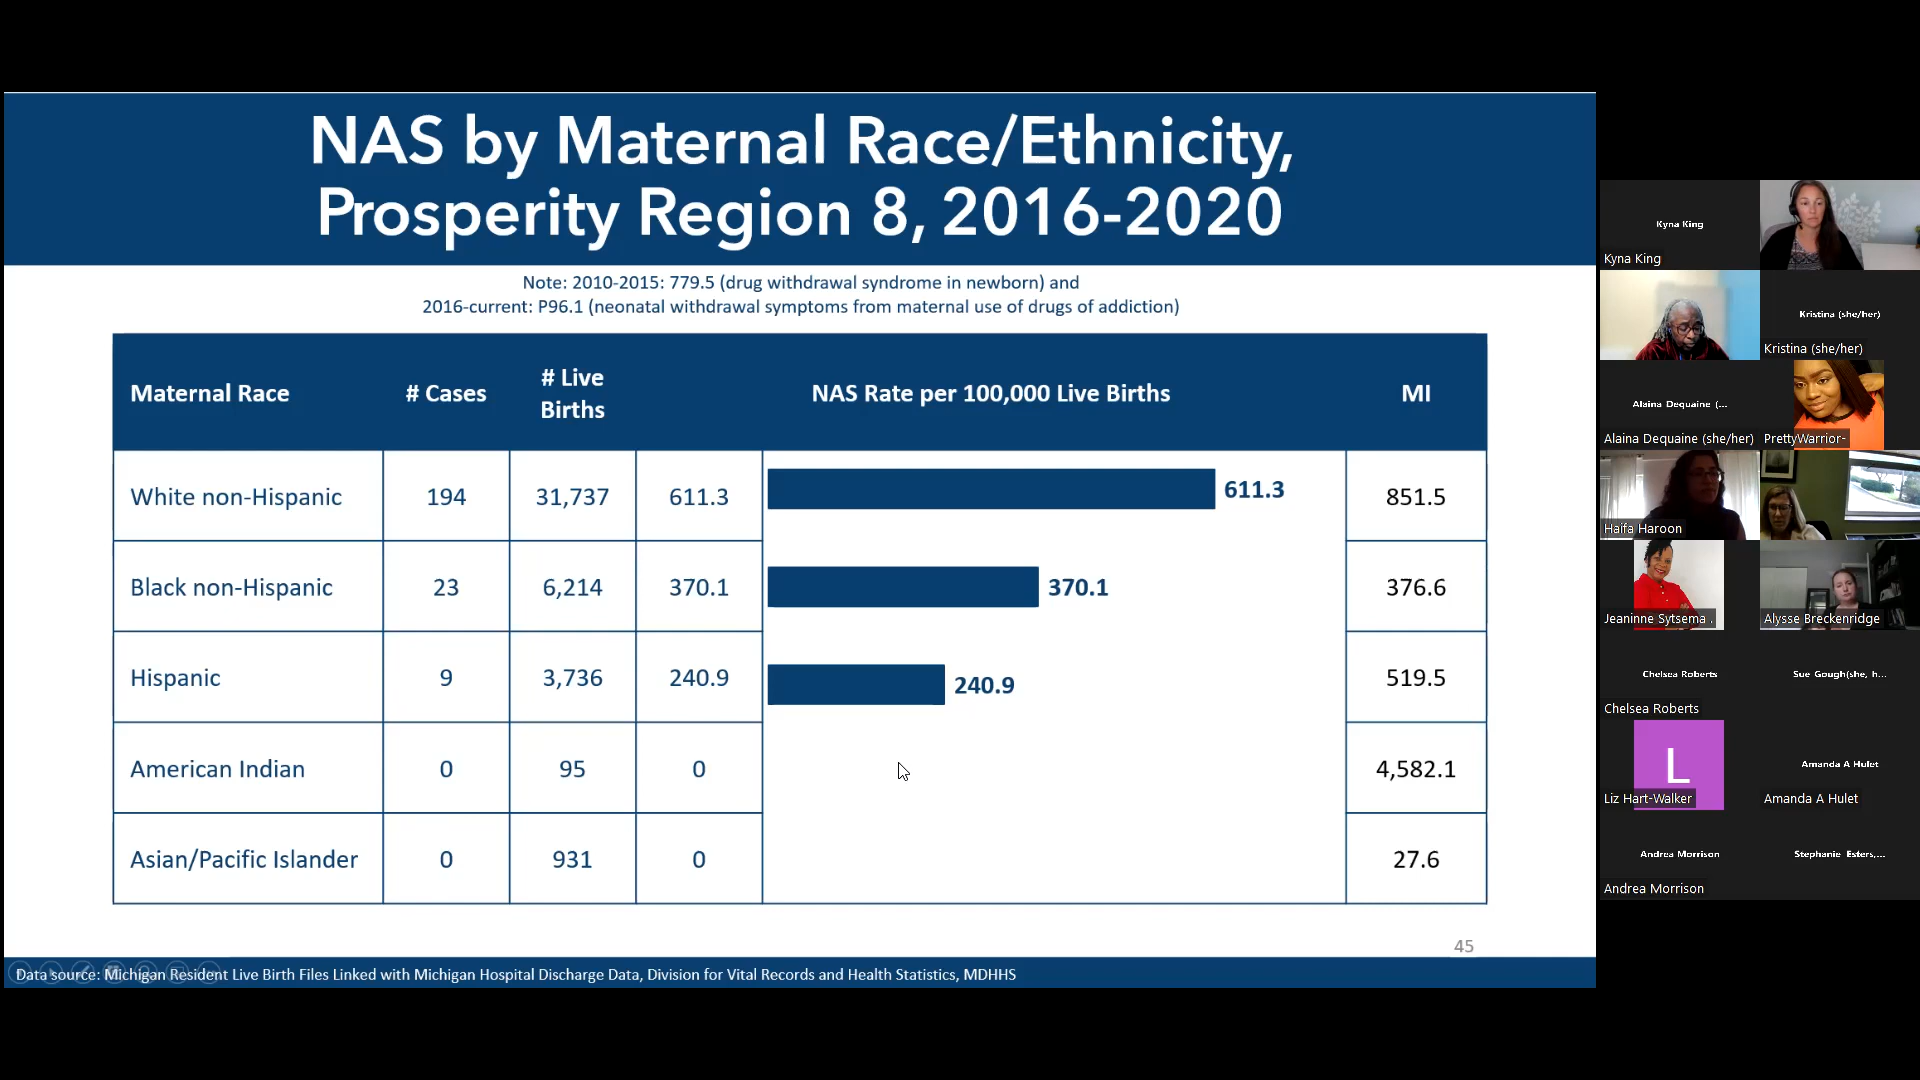 NAS by Maternal Race/Ethnicity,
Prosperity Region 8, 2016-2020
Note: 2010-2015: 779.5 (drug withdrawal syndrome in newborn) and
2016-current: P96.1 (neonatal withdrawal symptoms from maternal use of drugs of addiction)
Maternal Race # Cases # Live Births NAS Rate per 100,000 Live Births MI
White non-Hispanic 194 31,737 611.3 611.3 851.5
Black non-Hispanic 23 6,214 370.1 370.1 376.6
Hispanic 9 3,736 240.9 240.9 519.5
American Indian 0 95 0 4,582.1
Asian/Pacific Islander 0 931 0 27.6
45
Data source: Michigan Resident Live Birth Files Linked with Michigan Hospital Discharge Data, Division for Vital Records and Health Statistics, MDHHS
Kyna King
Kyna King
Kristina (she/her)
Kristina (she/her)
Alaina Dequaine (...
Alaina Dequaine (she/her)
PrettyWarrior-
Haifa Haroon
Jeaninne Sytsema .
Alysse Breckenridge
Chelsea Roberts
Chelsea Roberts
Sue Gough(she, h...
L
Liz Hart-Walker
Amanda A Hulet
Amanda A Hulet
Andrea Morrison
Andrea Morrison
Stephanie Esters,...